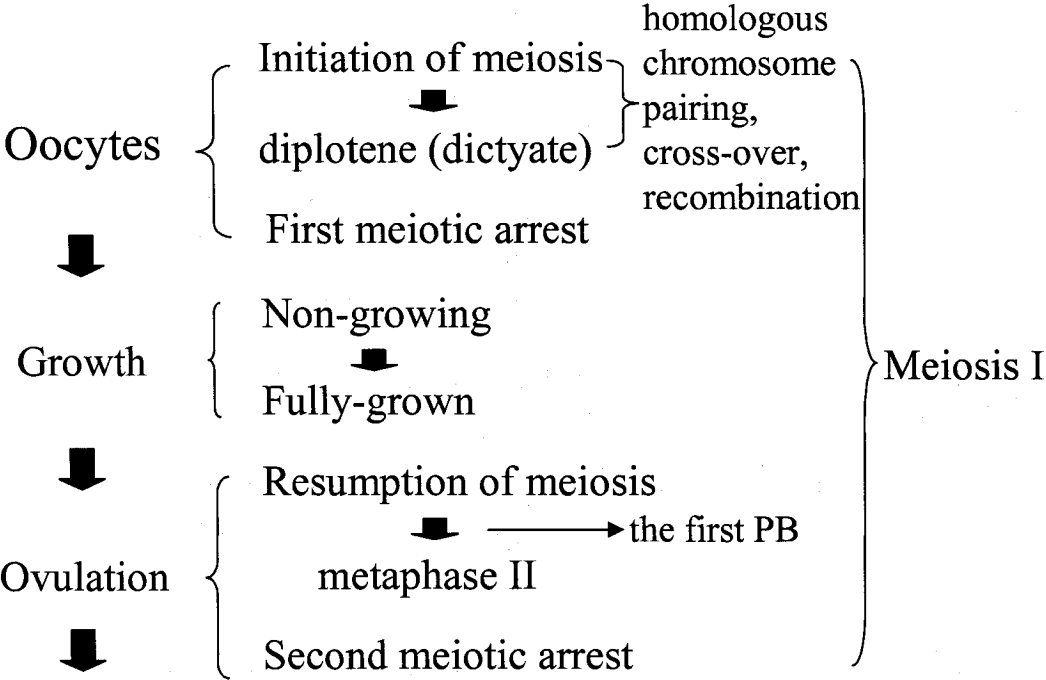 Oocytes
Initiation of meiosis
diplotene (dictyate)
First meiotic arrest
homologous
chromosome
pairing,
cross-over,
recombination
Growth
Non-growing
Fully-grown
Meiosis I
Ovulation
Resumption of meiosis
the first PB
metaphase II
Second meiotic arrest